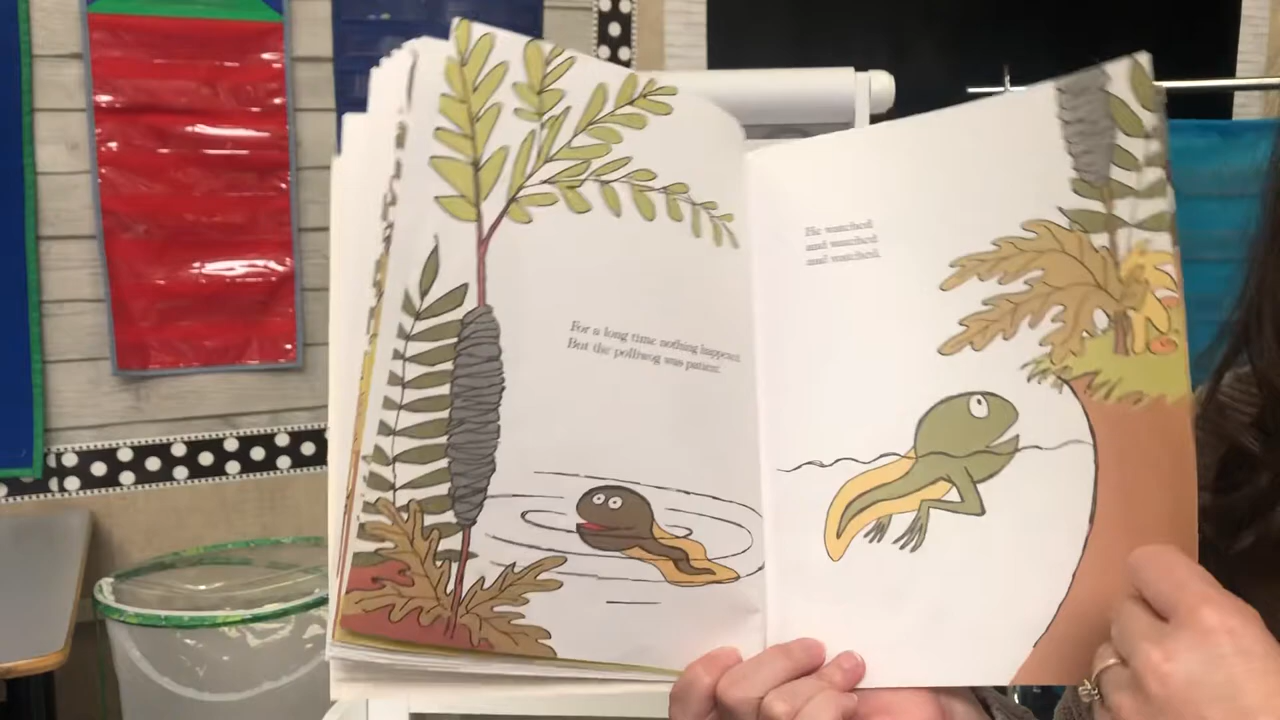 For a long time nothing happened.
But the polliwog was patient.
He watched
and watched
and watched.